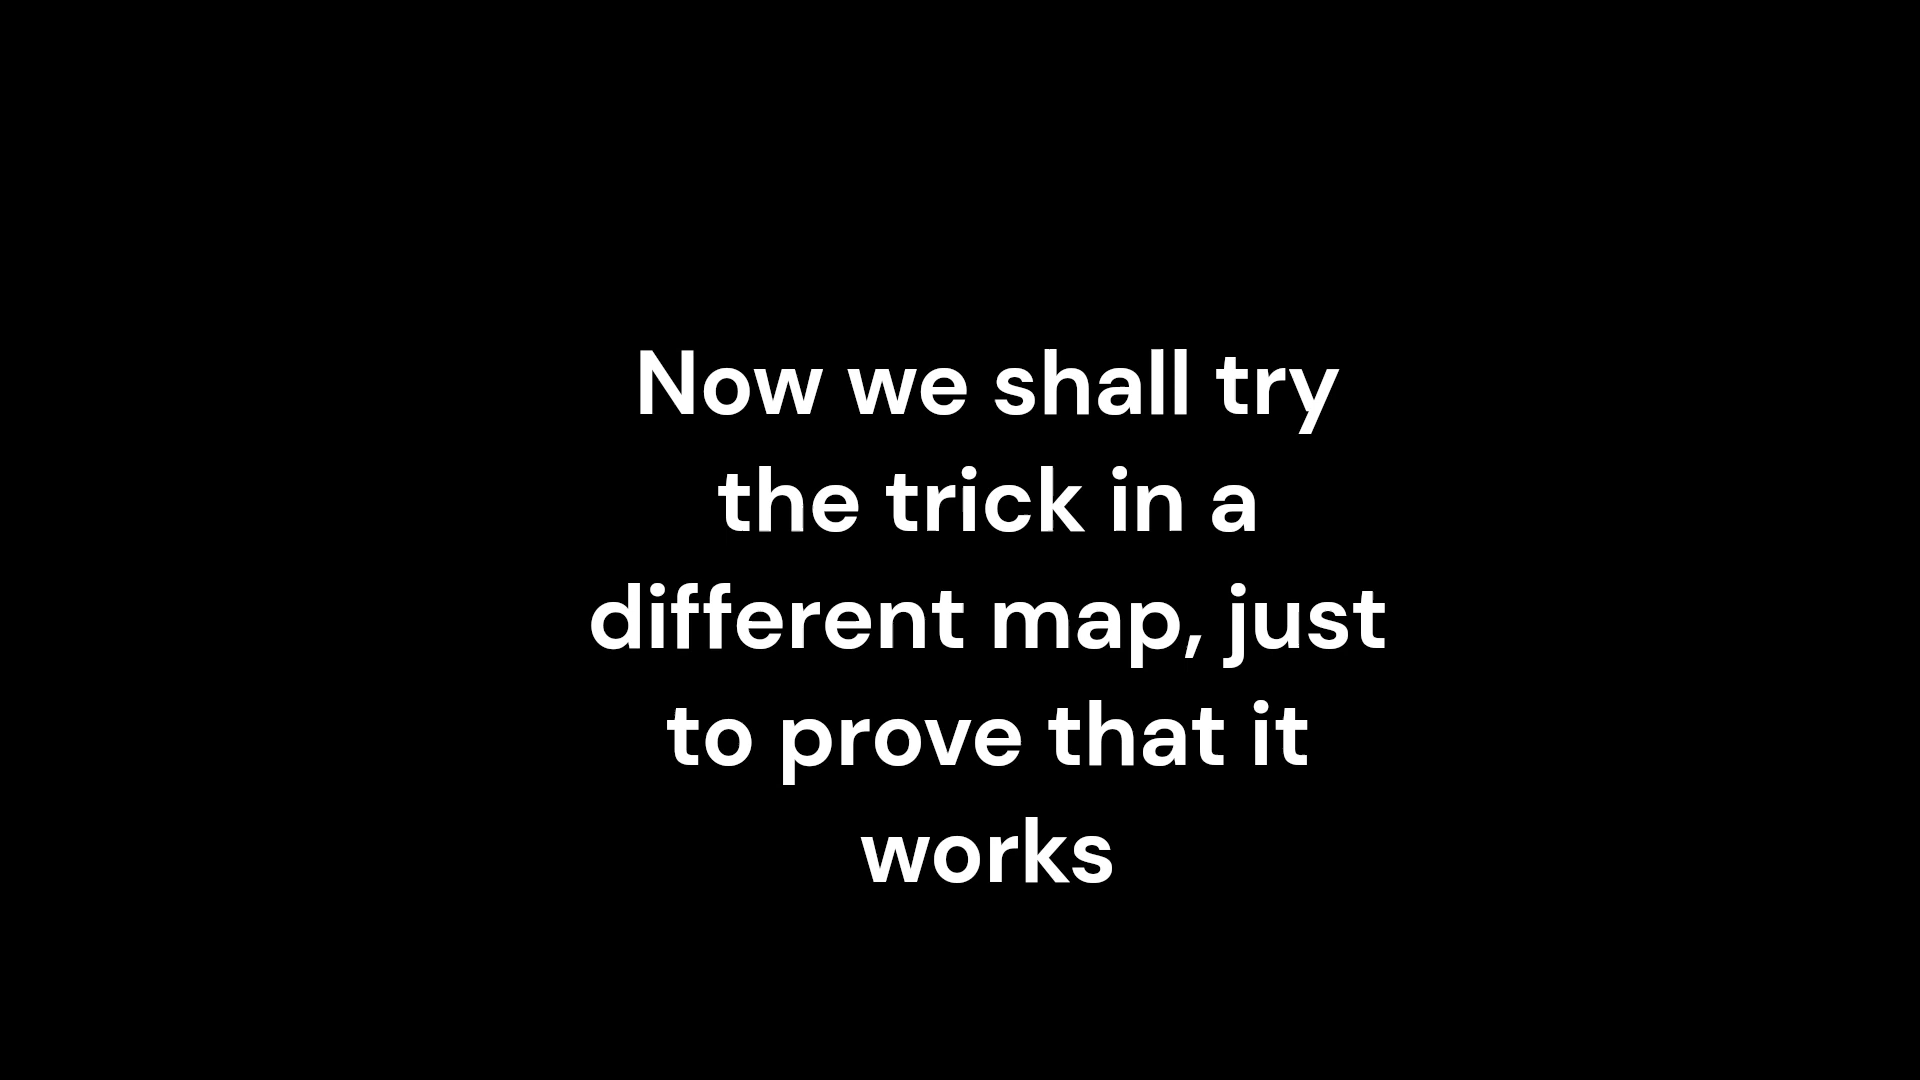 Now we shall try
the trick in a
different map, just
to prove that it
works